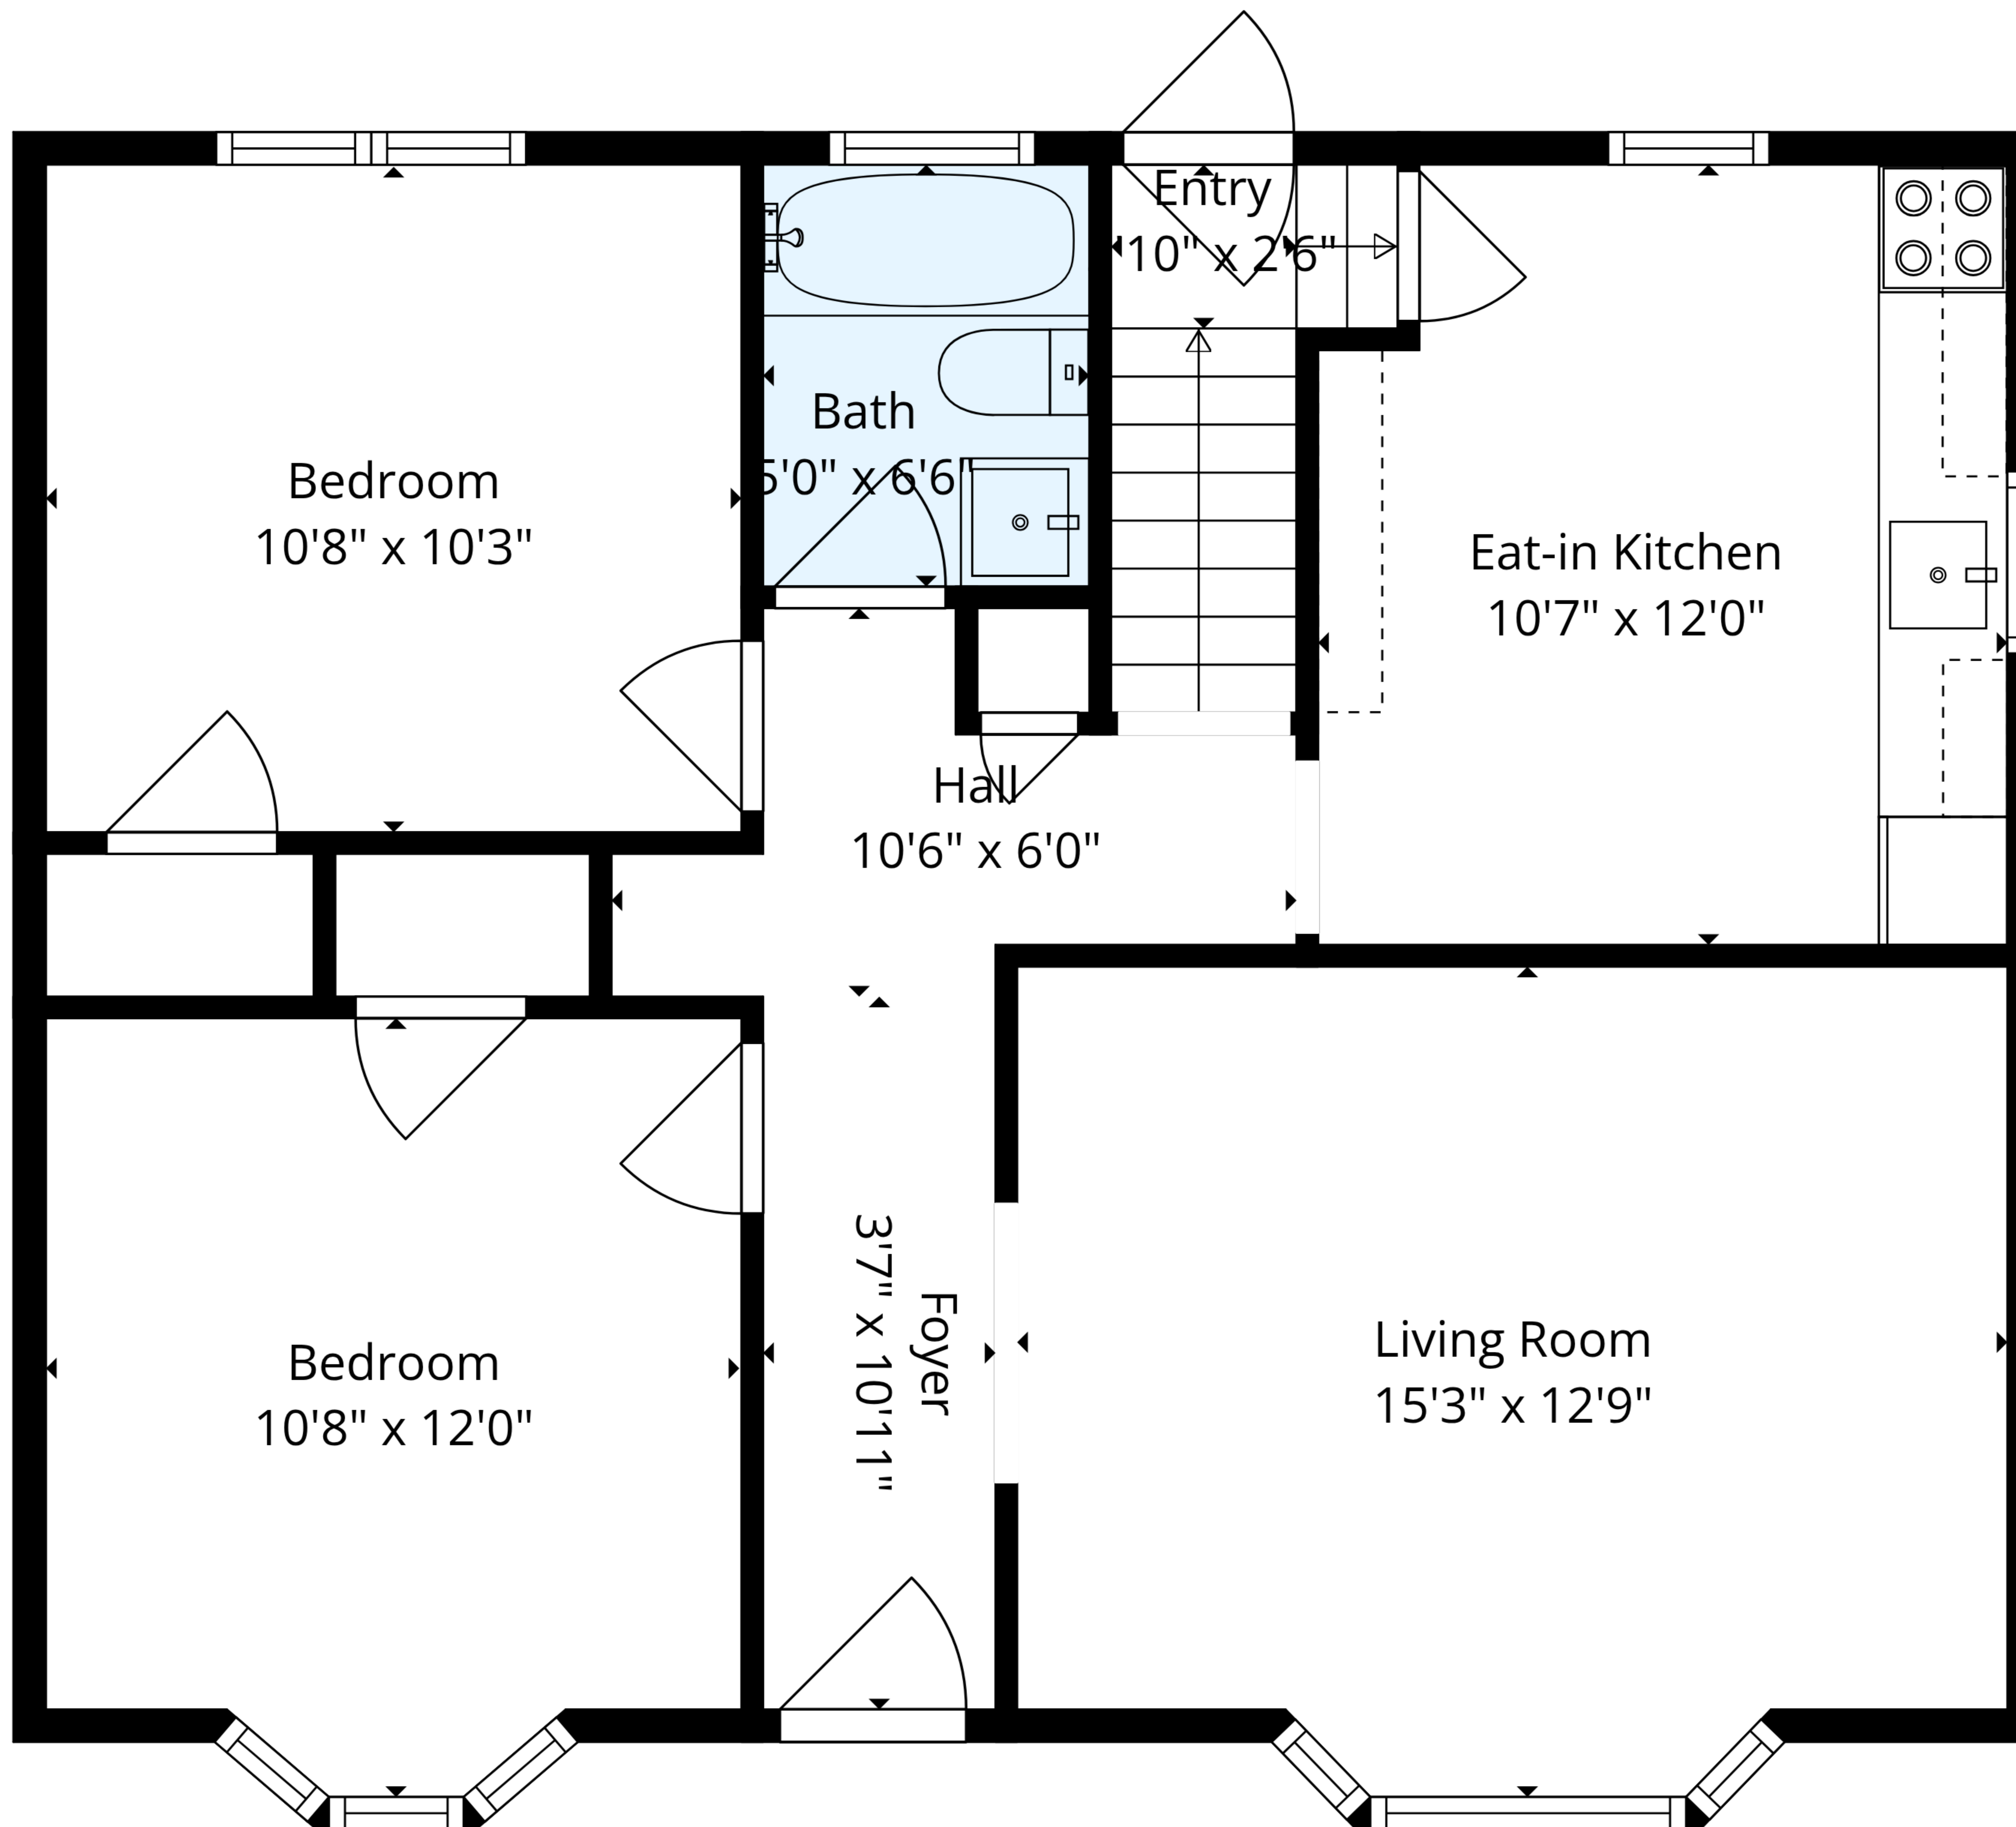 Entry
'10" x 2'6"
Bath
5'0" x 6'6"
Bedroom
10'8" x 10'3"
Eat-in Kitchen
10'7" x 12'0"
Hall
10'6" x 6'0"
Foyer
3'7" x 10'11"
Living Room
15'3" x 12'9"
Bedroom
10'8" x 12'0"